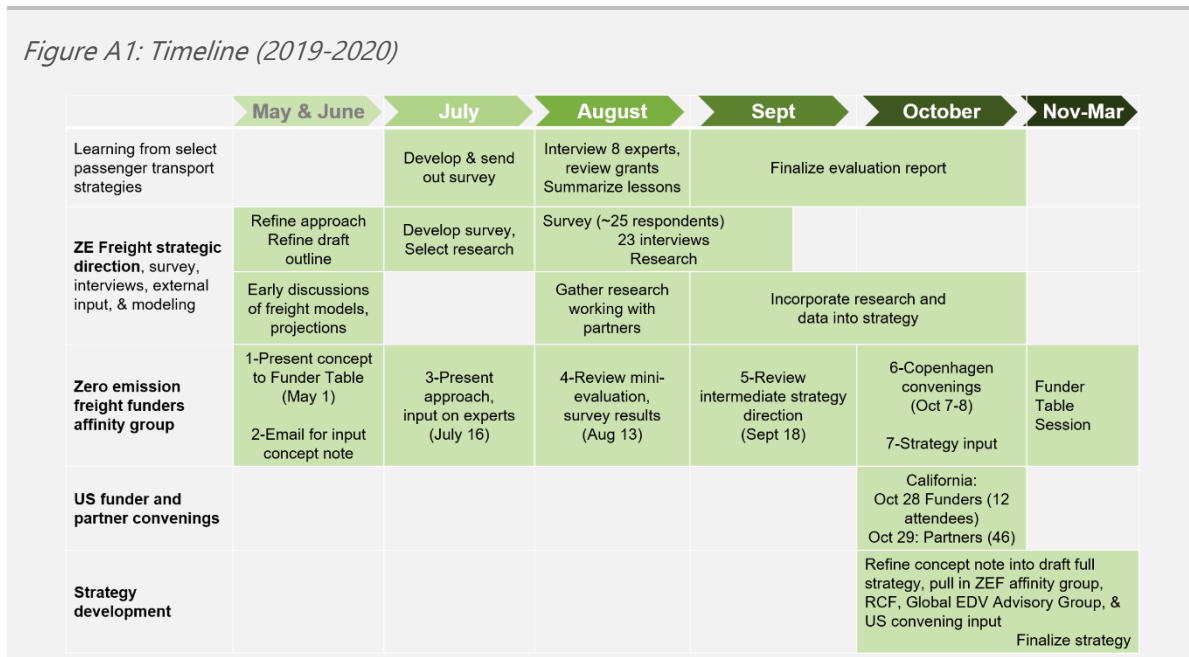 Figure A1: Timeline (2019-2020)
May & June
July
August
Sept
October
Nov-Mar
Learning from select
passenger transport
strategies
Develop & send
out survey
Interview 8 experts,
review grants
Summarize lessons
Finalize evaluation report
ZE Freight strategic
direction, survey,
interviews, external
input, & modeling
Refine approach
Refine draft
outline
Develop survey,
Select research
Survey (~25 respondents)
23 interviews
Research
Early discussions
of freight models,
projections
Gather research
working with
partners
Incorporate research and
data into strategy
Zero emission
freight funders
affinity group
1-Present concept
to Funder Table
(May 1)
2-Email for input
concept note
3-Present
approach,
input on experts
(July 16)
4-Review mini-
evaluation,
survey results
(Aug 13)
5-Review
intermediate strategy
direction
(Sept 18)
6-Copenhagen
convenings
(Oct 7-8)
7-Strategy input
Funder
Table
Session
US funder and
partner convenings
California:
Oct 28 Funders (12
attendees)
Oct 29: Partners (46)
Strategy
development
Refine concept note into draft full
strategy, pull in ZEF affinity group,
RCF, Global EDV Advisory Group, &
US convening input
Finalize strategy